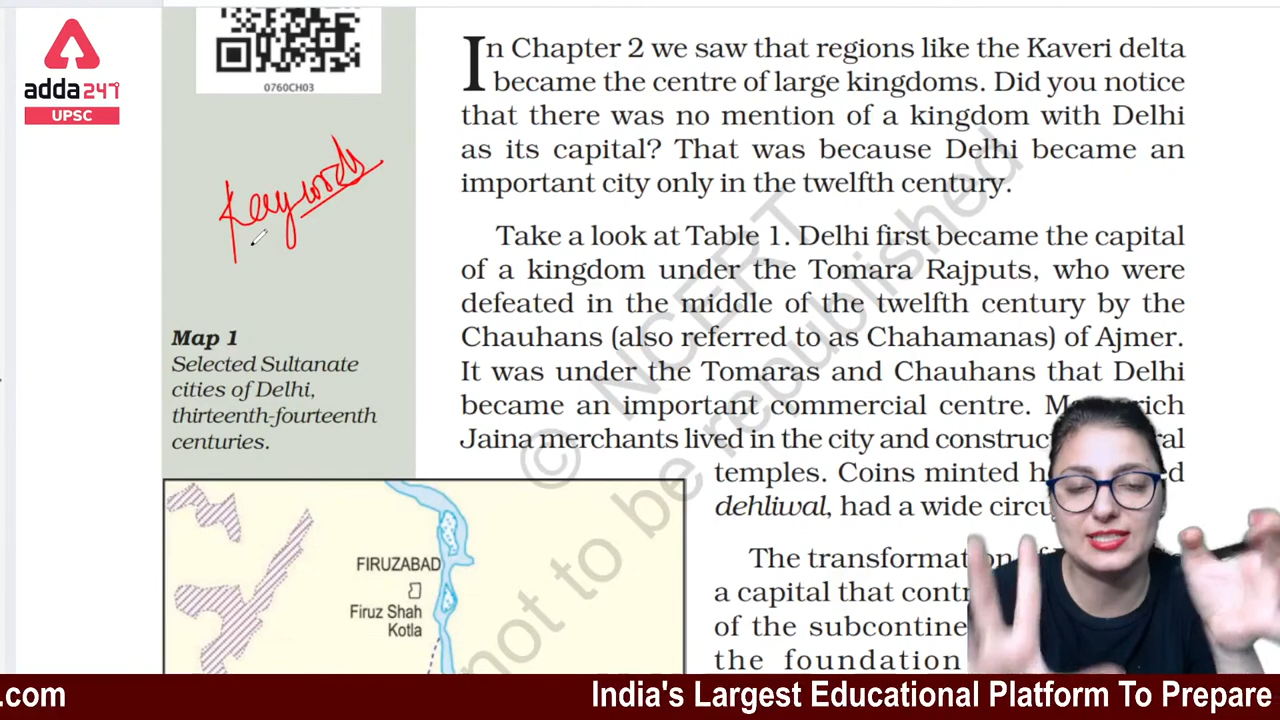 adda247
UPSC
0760CH03
Keywords
In Chapter 2 we saw that regions like the Kaveri delta
became the centre of large kingdoms. Did you notice
that there was no mention of a kingdom with Delhi
as its capital? That was because Delhi became an
important city only in the twelfth century.
Take a look at Table 1. Delhi first became the capital
of a kingdom under the Tomara Rajputs, who were
defeated in the middle of the twelfth century by the
Chauhans (also referred to as Chahamanas) of Ajmer.
It was under the Tomaras and Chauhans that Delhi
became an important commercial centre. rich
Jaina merchants lived in the city and
temples. Coins minted
dehliwal, had a wide
The
a capital that
of the
the foundation
Map 1
Selected Sultanate
cities of Delhi,
thirteenth-fourteenth
centuries.
FIRUZABAD
Firuz Shah
Kotla
© NCERT
not to be republished
.com
India's Largest Educational Platform To Prepare